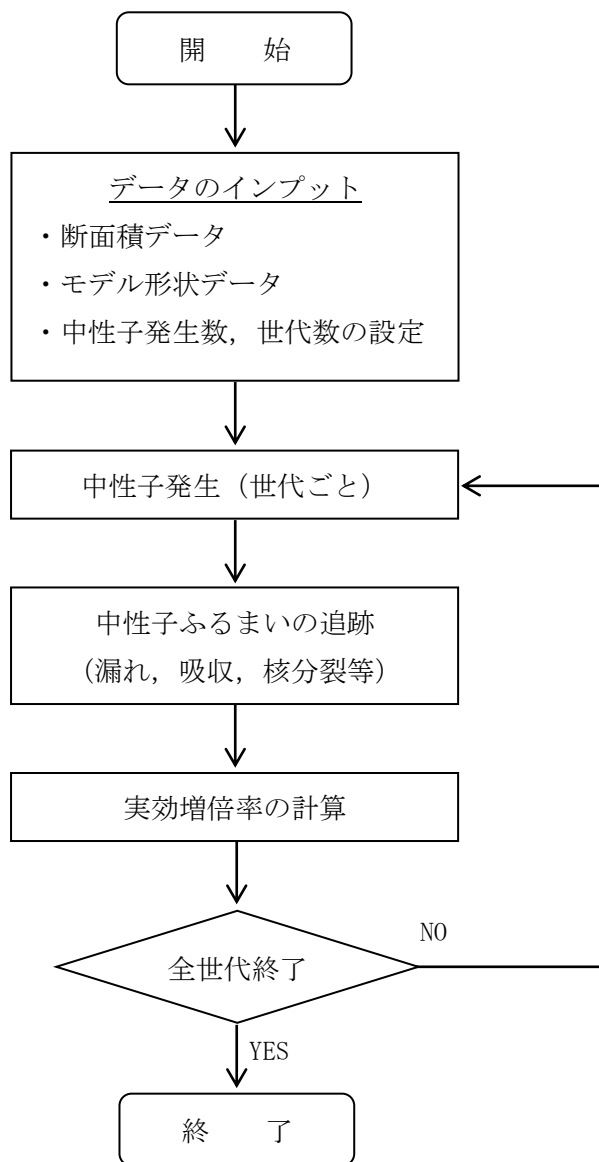 開　　始
データのインプット
・断面積データ
・モデル形状データ
・中性子発生数，世代数の設定
中性子発生（世代ごと）
中性子ふるまいの追跡
（漏れ，吸収，核分裂等）
実効増倍率の計算
全世代終了
NO
YES
終　　了